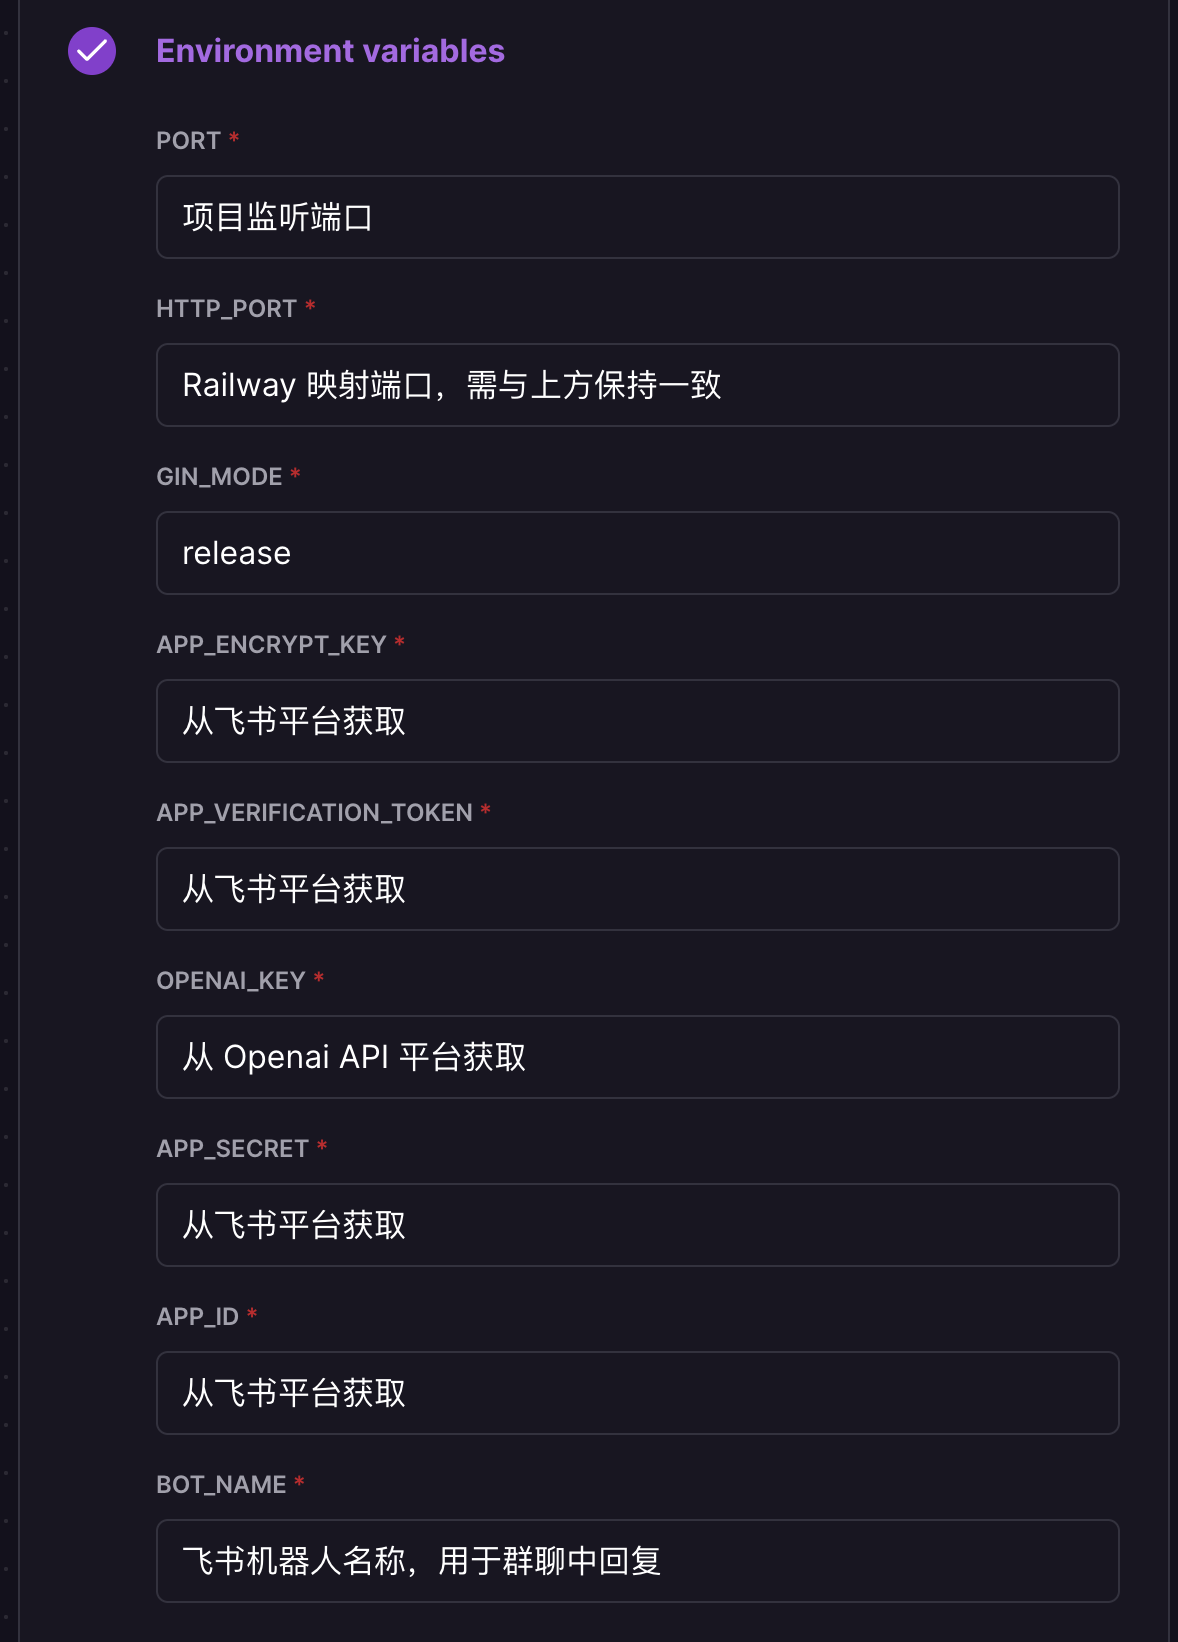 Environment variables
PORT *
项目监听端口
HTTP_PORT *
Railway 映射端口，需与上方保持一致
GIN_MODE *
release
APP_ENCRYPT_KEY *
从飞书平台获取
APP_VERIFICATION_TOKEN *
从飞书平台获取
OPENAI_KEY *
从 Openai API 平台获取
APP_SECRET *
从飞书平台获取
APP_ID *
从飞书平台获取
BOT_NAME *
飞书机器人名称，用于群聊中回复